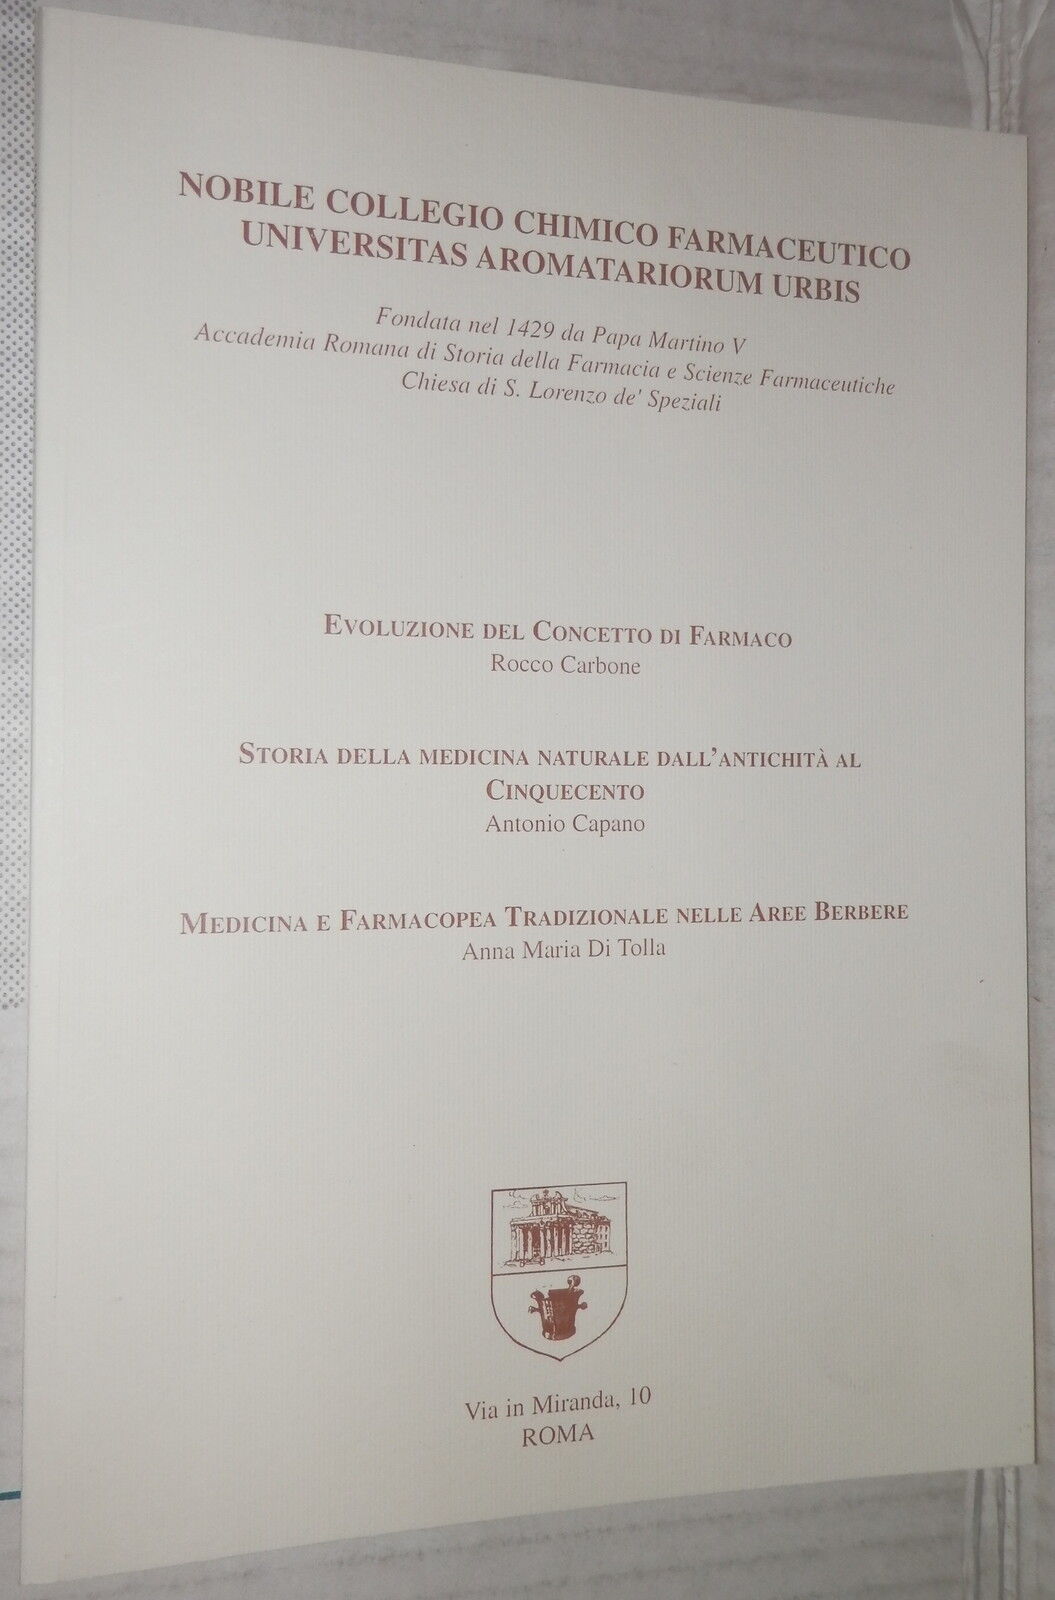 NOBILE COLLEGIO CHIMICO FARMACEUTICO
UNIVERSITAS AROMATARIORUM URBIS
Fondata nel 1429 da Papa Martino V
Accademia Romana di Storia della Farmacia e Scienze Farmaceutiche
Chiesa di S. Lorenzo de' Speziali
EVOLUZIONE DEL CONCETTO DI FARMACO
Rocco Carbone
STORIA DELLA MEDICINA NATURALE DALL'ANTICHITÀ AL
CINQUECENTO
Antonio Capano
MEDICINA E FARMACOPEA TRADIZIONALE NELLE AREE BERBERE
Anna Maria Di Tolla
Via in Miranda, 10
ROMA